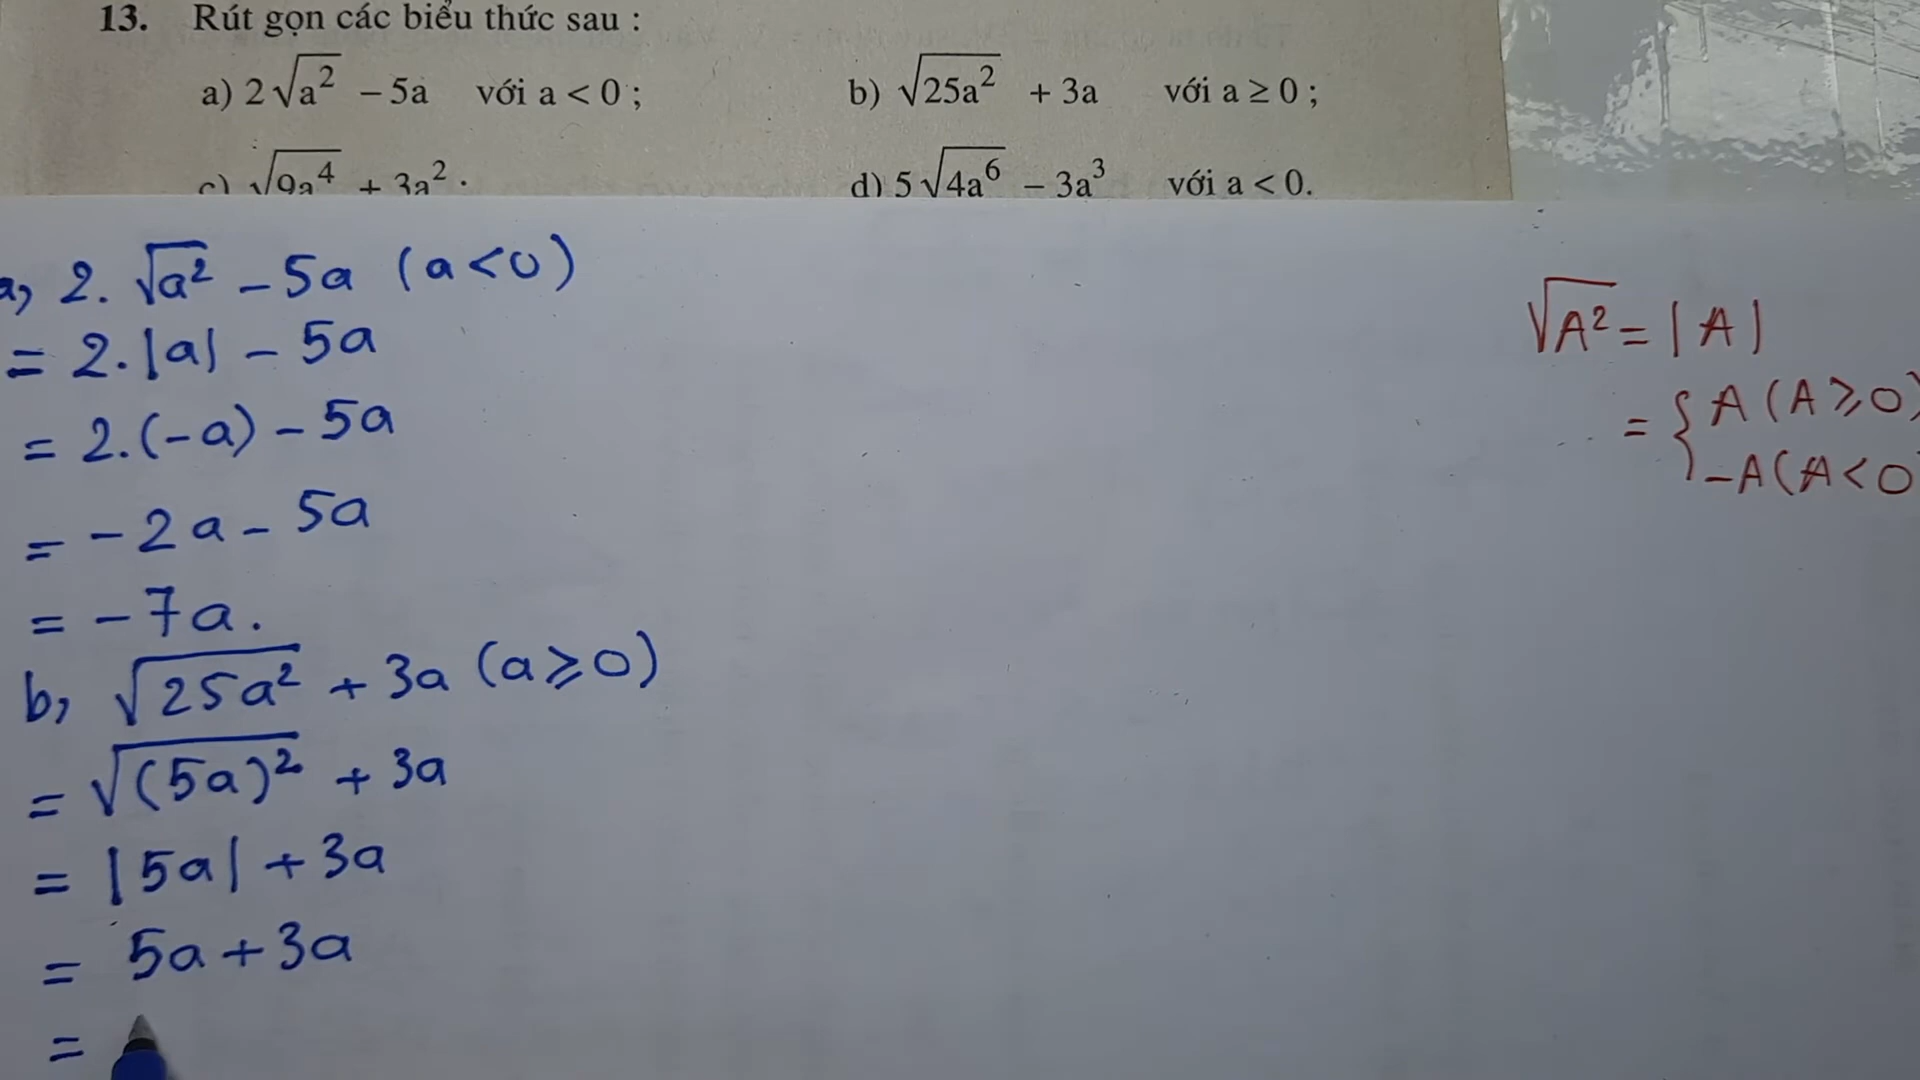 13. Rút gọn các biểu thức sau :
a) 2√a² − 5a với a < 0 ; b) √25a² + 3a với a ≥ 0 ;
c) √9a⁴ + 3a² . d) 5√4a⁶ − 3a³ với a < 0.
a, 2. √a² − 5a (a < 0)
= 2. |a| − 5a
= 2. (−a) − 5a
= −2a − 5a
= −7a.
b, √25a² + 3a (a ≥ 0)
= √(5a)² + 3a
= |5a| + 3a
= 5a + 3a
=
√A² = |A|
= { A (A ≥ 0)
−A (A < 0